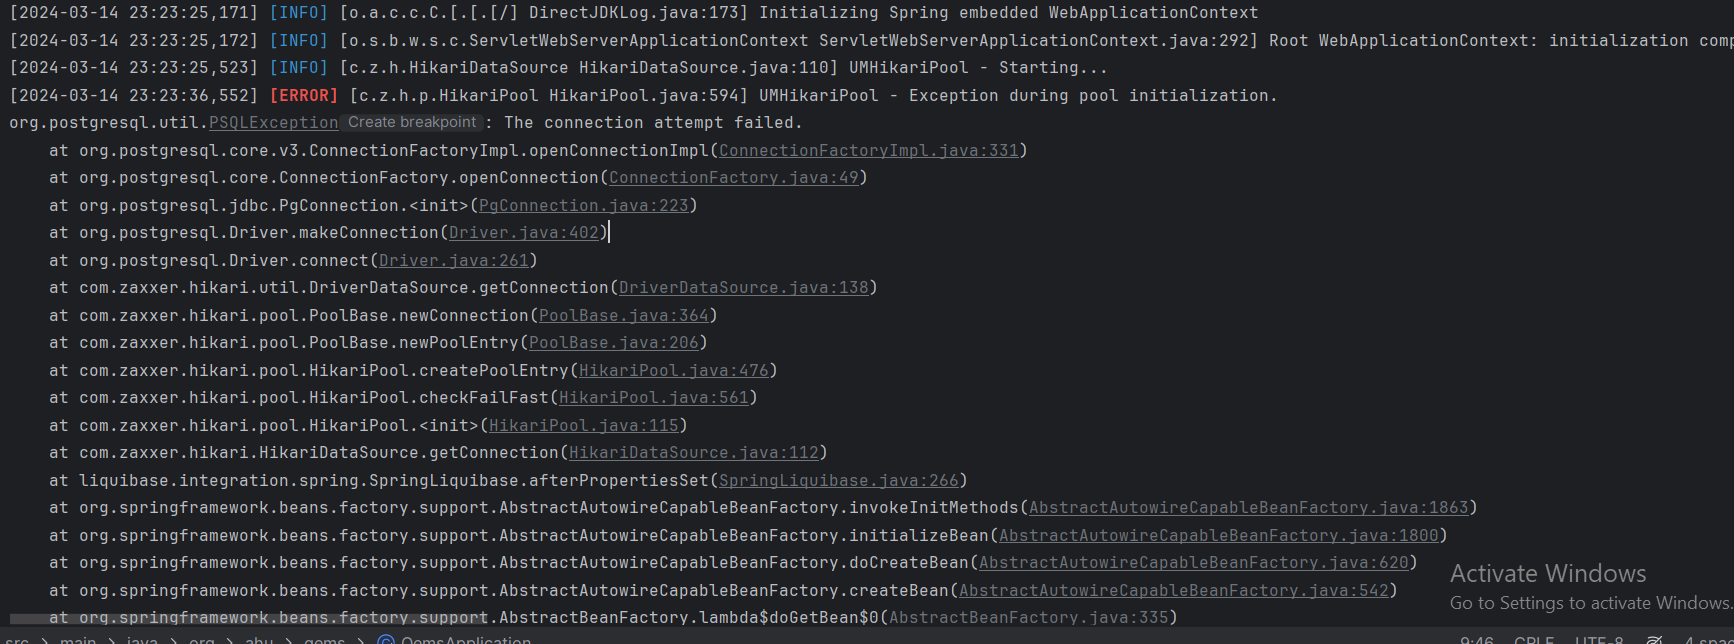 [2024-03-14 23:23:25,171] [INFO] [o.a.c.c.C.[.[.[/] DirectJDKLog.java:173] Initializing Spring embedded WebApplicationContext
[2024-03-14 23:23:25,172] [INFO] [o.s.b.w.s.c.ServletWebServerApplicationContext ServletWebServerApplicationContext.java:292] Root WebApplicationContext: initialization comp
[2024-03-14 23:23:25,523] [INFO] [c.z.h.HikariDataSource HikariDataSource.java:110] UMHikariPool - Starting...
[2024-03-14 23:23:36,552] [ERROR] [c.z.h.p.HikariPool HikariPool.java:594] UMHikariPool - Exception during pool initialization.
org.postgresql.util.PSQLException Create breakpoint : The connection attempt failed.
at org.postgresql.core.v3.ConnectionFactoryImpl.openConnectionImpl(ConnectionFactoryImpl.java:331)
at org.postgresql.core.ConnectionFactory.openConnection(ConnectionFactory.java:49)
at org.postgresql.jdbc.PgConnection.<init>(PgConnection.java:223)
at org.postgresql.Driver.makeConnection(Driver.java:402)
at org.postgresql.Driver.connect(Driver.java:261)
at com.zaxxer.hikari.util.DriverDataSource.getConnection(DriverDataSource.java:138)
at com.zaxxer.hikari.pool.PoolBase.newConnection(PoolBase.java:364)
at com.zaxxer.hikari.pool.PoolBase.newPoolEntry(PoolBase.java:206)
at com.zaxxer.hikari.pool.HikariPool.createPoolEntry(HikariPool.java:476)
at com.zaxxer.hikari.pool.HikariPool.checkFailFast(HikariPool.java:561)
at com.zaxxer.hikari.pool.HikariPool.<init>(HikariPool.java:115)
at com.zaxxer.hikari.HikariDataSource.getConnection(HikariDataSource.java:112)
at liquibase.integration.spring.SpringLiquibase.afterPropertiesSet(SpringLiquibase.java:266)
at org.springframework.beans.factory.support.AbstractAutowireCapableBeanFactory.invokeInitMethods(AbstractAutowireCapableBeanFactory.java:1863)
at org.springframework.beans.factory.support.AbstractAutowireCapableBeanFactory.initializeBean(AbstractAutowireCapableBeanFactory.java:1800)
at org.springframework.beans.factory.support.AbstractAutowireCapableBeanFactory.doCreateBean(AbstractAutowireCapableBeanFactory.java:620)
at org.springframework.beans.factory.support.AbstractAutowireCapableBeanFactory.createBean(AbstractAutowireCapableBeanFactory.java:542)
at org.springframework.beans.factory.support.AbstractBeanFactory.lambda$doGetBean$0(AbstractBeanFactory.java:335)
Activate Windows
Go to Settings to activate Windows.
src > main > java > org > > > QemsApplication 9:46 CRLF UTF-8